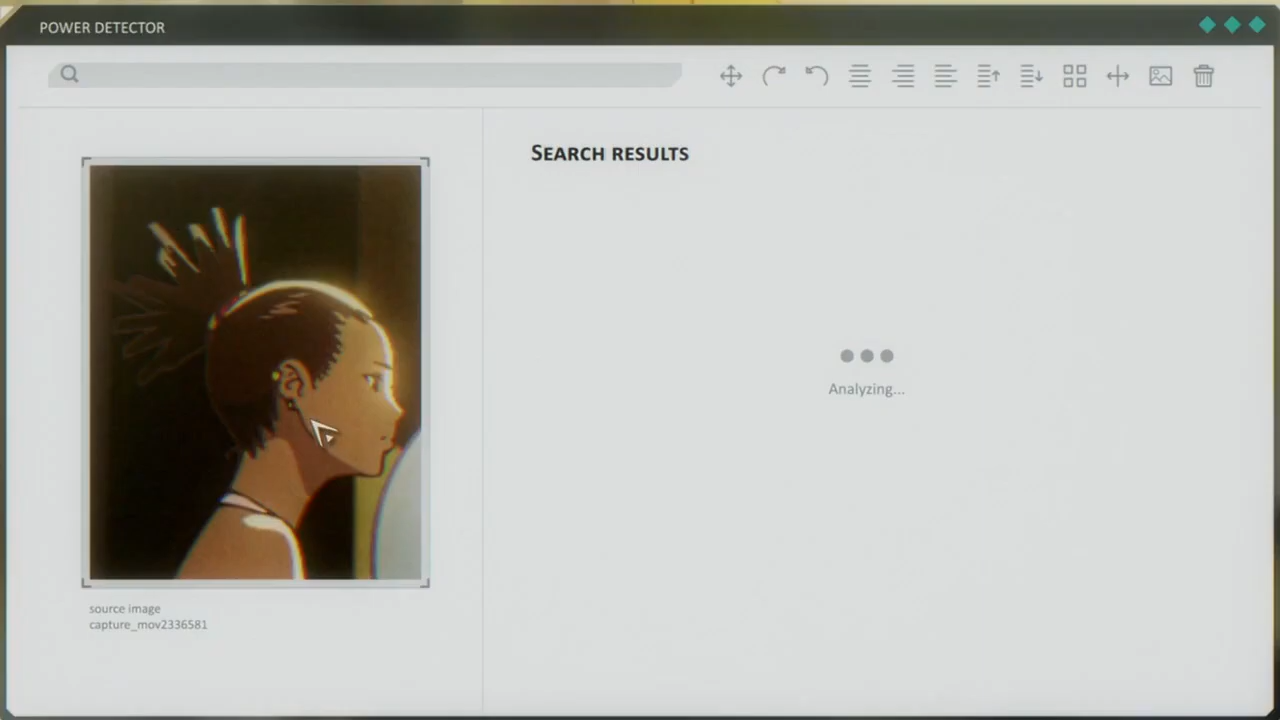 POWER DETECTOR
SEARCH RESULTS
Analyzing...
source image
capture_mov2336581